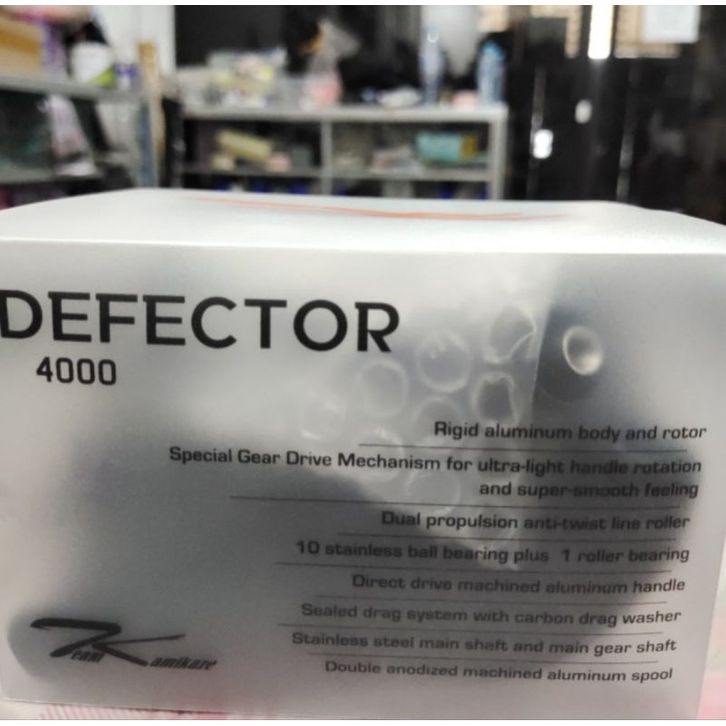 DEFECTOR
4000
Rigid aluminum body and rotor
Special Gear Drive Mechanism for ultra-light handle rotation
and super-smooth feeling
Dual propulsion anti-twist line roller
10 stainless ball bearing plus 1 roller bearing
Direct drive machined aluminum handle
Sealed drag system with carbon drag washer
Stainless steel main shaft and main gear shaft
Double anodized machined aluminum spool
Team Kamikaze